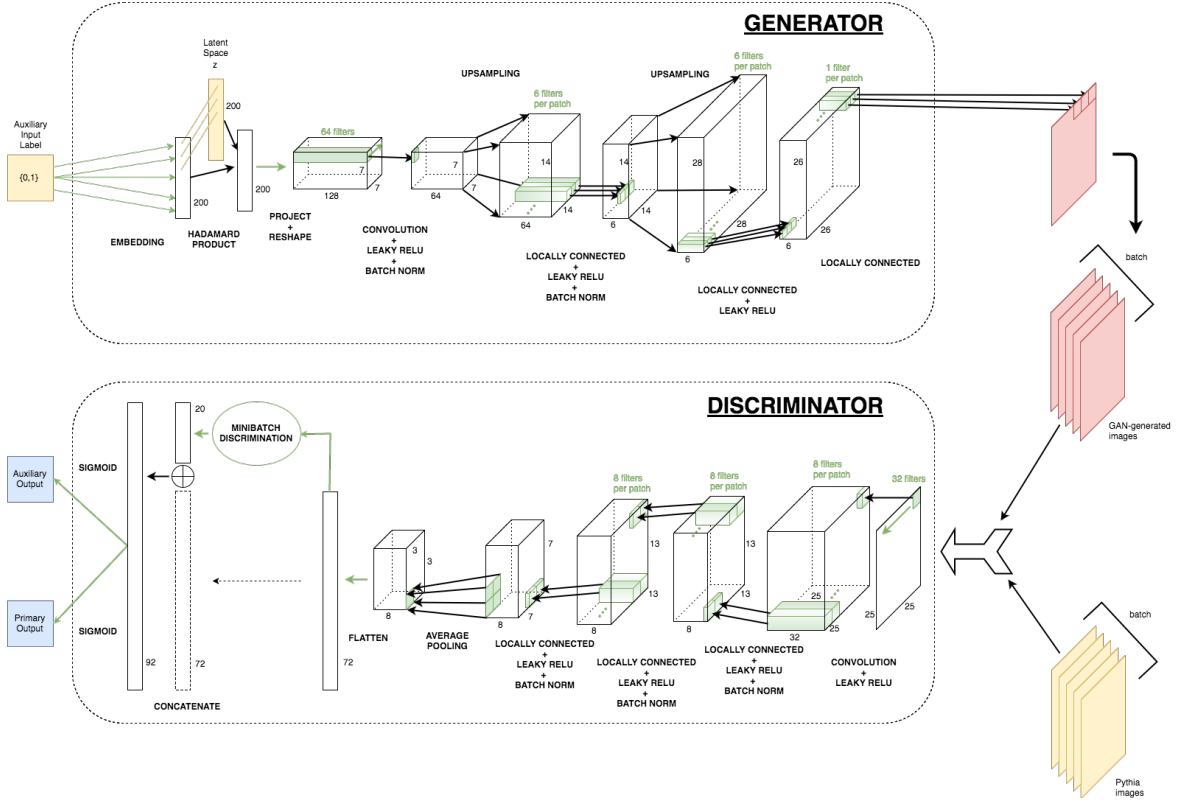 GENERATOR
Latent
Space
z
200
Auxiliary
Input
Label
{0,1}
200
200
EMBEDDING
HADAMARD
PRODUCT
PROJECT
+
RESHAPE
64 filters
7
7
128
CONVOLUTION
+
LEAKY RELU
+
BATCH NORM
7
7
64
UPSAMPLING
6 filters
per patch
14
14
64
LOCALLY CONNECTED
+
LEAKY RELU
+
BATCH NORM
14
14
6
UPSAMPLING
6 filters
per patch
28
28
6
LOCALLY CONNECTED
+
LEAKY RELU
1 filter
per patch
26
26
6
LOCALLY CONNECTED
batch
GAN-generated
images
DISCRIMINATOR
20
MINIBATCH
DISCRIMINATION
SIGMOID
Auxiliary
Output
Primary
Output
SIGMOID
92
72
CONCATENATE
72
FLATTEN
3
3
8
AVERAGE
POOLING
7
7
8
LOCALLY CONNECTED
+
LEAKY RELU
+
BATCH NORM
8 filters
per patch
13
13
8
LOCALLY CONNECTED
+
LEAKY RELU
+
BATCH NORM
8 filters
per patch
13
13
8
LOCALLY CONNECTED
+
LEAKY RELU
+
BATCH NORM
8 filters
per patch
25
25
32
CONVOLUTION
+
LEAKY RELU
32 filters
25
25
batch
Pythia
images